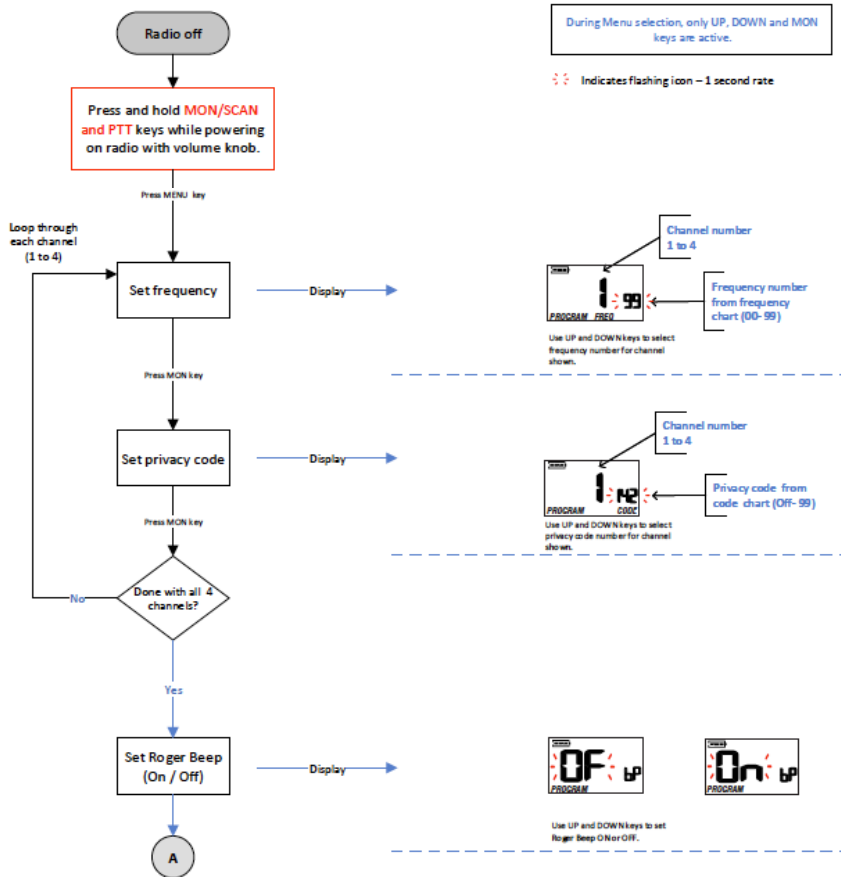 Radio off
During Menu selection, only UP, DOWN and MON
keys are active.
Indicates flashing icon – 1 second rate
Press and hold MON/SCAN
and PTT keys while powering
on radio with volume knob.
Press MENU key
Loop through
each channel
(1 to 4)
Set frequency
Display
Channel number
1 to 4
1 99
PROGRAM FREQ
Frequency number
from frequency
chart (00- 99)
Use UP and DOWN keys to select
frequency number for channel
shown.
Press MON key
Set privacy code
Display
Channel number
1 to 4
1 142
PROGRAM CODE
Privacy code from
code chart (Off- 99)
Use UP and DOWN keys to select
privacy code number for channel
shown.
Press MON key
Done with all 4
channels?
No
Yes
Set Roger Beep
(On / Off)
Display
OF bP
PROGRAM
On bP
PROGRAM
Use UP and DOWN keys to set
Roger Beep ON or OFF.
A